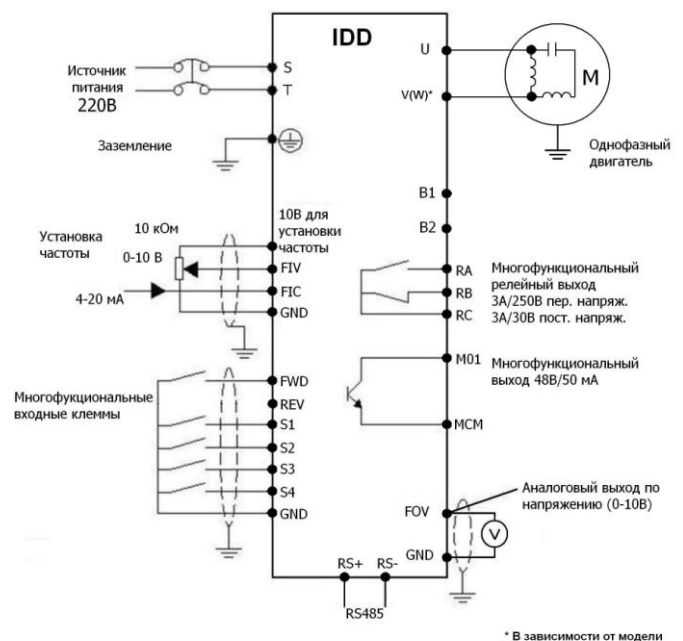 IDD
Источник
питания
220В
S
T
Заземление
U
V(W)*
M
Однофазный
двигатель
B1
B2
10В для
установки
частоты
10 кОм
Установка
частоты
0-10 В
4-20 мА
FIV
FIC
GND
RA
RB
RC
Многофункциональный
релейный выход
3А/250В пер. напряж.
3А/30В пост. напряж.
M01
MCM
Многофункциональный
выход 48В/50 мА
Многофукциональные
входные клеммы
FWD
REV
S1
S2
S3
S4
GND
FOV
GND
V
Аналоговый выход по
напряжению (0-10В)
RS+ RS-
RS485
* В зависимости от модели